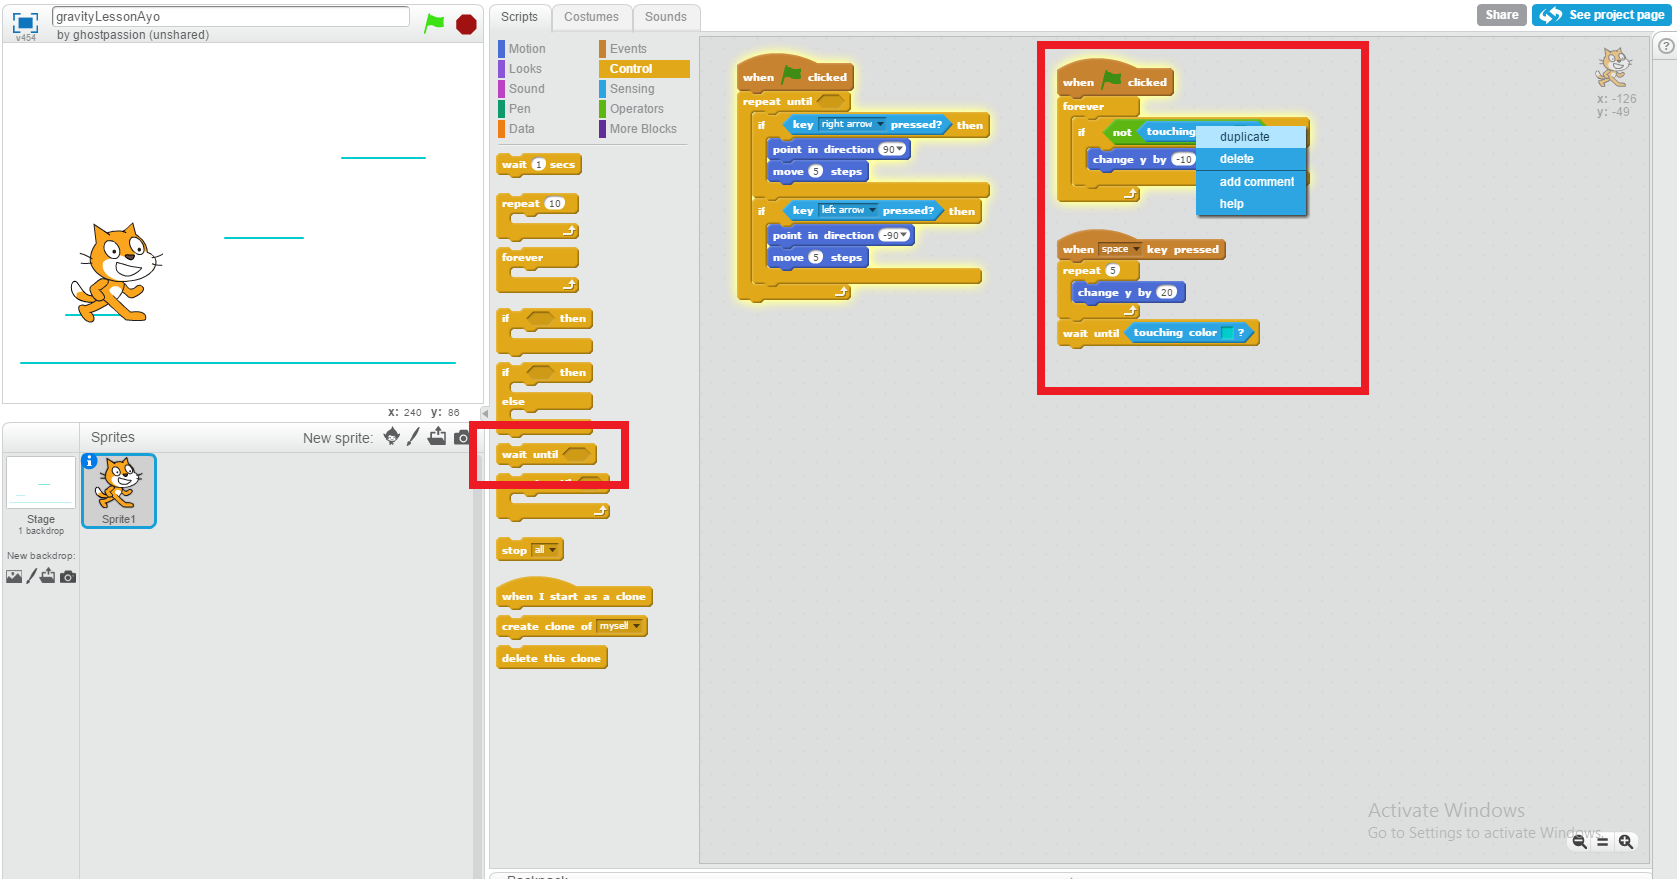 gravityLessonAyo
by ghostpassion (unshared)
v454
Scripts
Costumes
Sounds
Share
See project page
Motion
Looks
Sound
Pen
Data
Events
Control
Sensing
Operators
More Blocks
wait 1 secs
repeat 10
forever
if then
if then
else
wait until
stop all
when I start as a clone
create clone of myself
delete this clone
when clicked
repeat until
if key right arrow pressed? then
point in direction 90
move 5 steps
if key left arrow pressed? then
point in direction -90
move 5 steps
when clicked
forever
if not touching
change y by -10
duplicate
delete
add comment
help
when space key pressed
repeat 5
change y by 20
wait until touching color ?
x: -126
y: -49
x: 240 y: 86
Sprites
New sprite:
Stage
1 backdrop
New backdrop:
Sprite1
Activate Windows
Go to Settings to activate Windows.